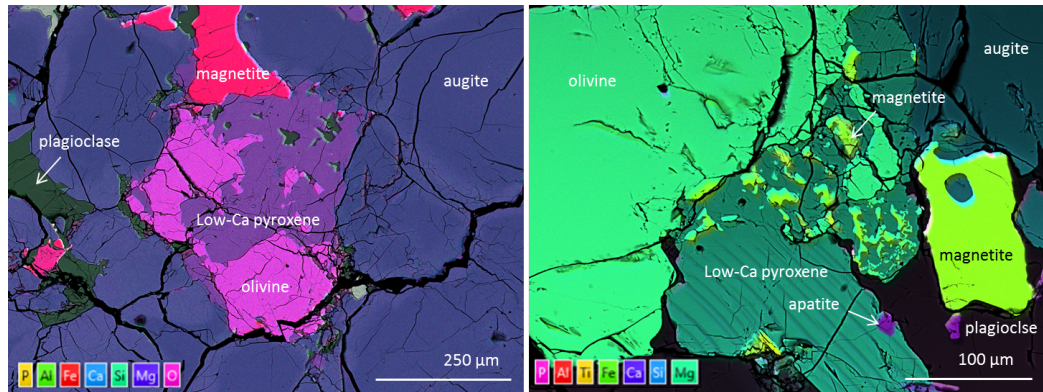 magnetite
augite
plagioclase
Low-Ca pyroxene
olivine
P Al Fe Ca Si Mg O
250 µm
augite
olivine
magnetite
Low-Ca pyroxene
magnetite
apatite
plagioclse
P Al Ti Fe Ca Si Mg
100 µm